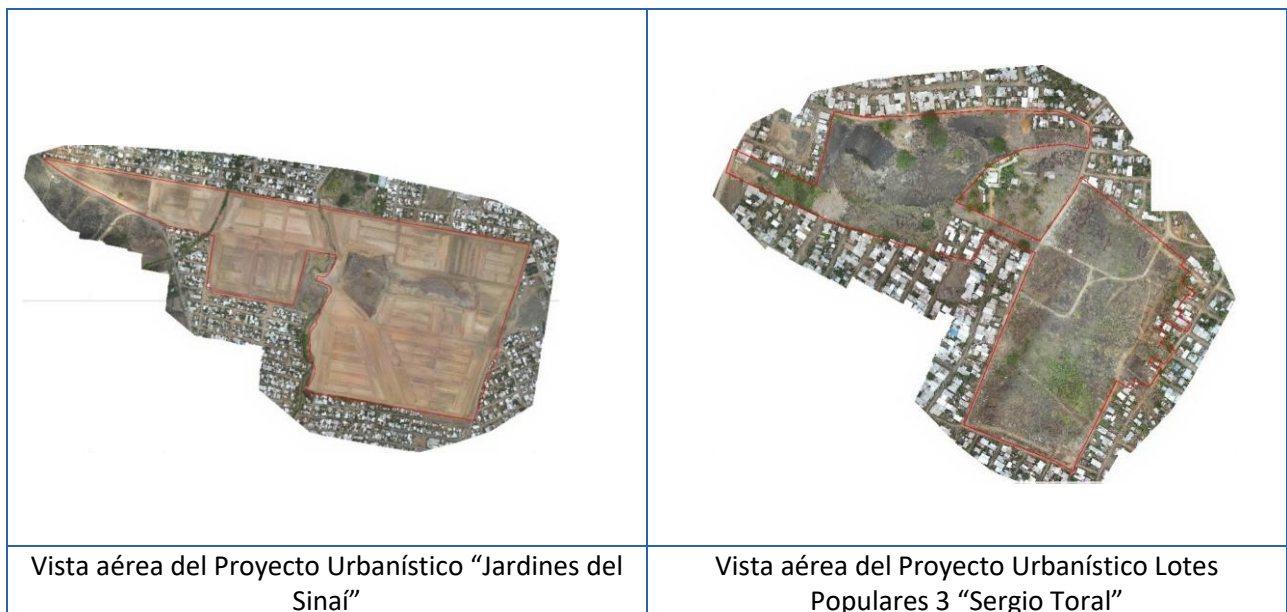 Vista aérea del Proyecto Urbanístico “Jardines del
Sinaí”
Vista aérea del Proyecto Urbanístico Lotes
Populares 3 “Sergio Toral”